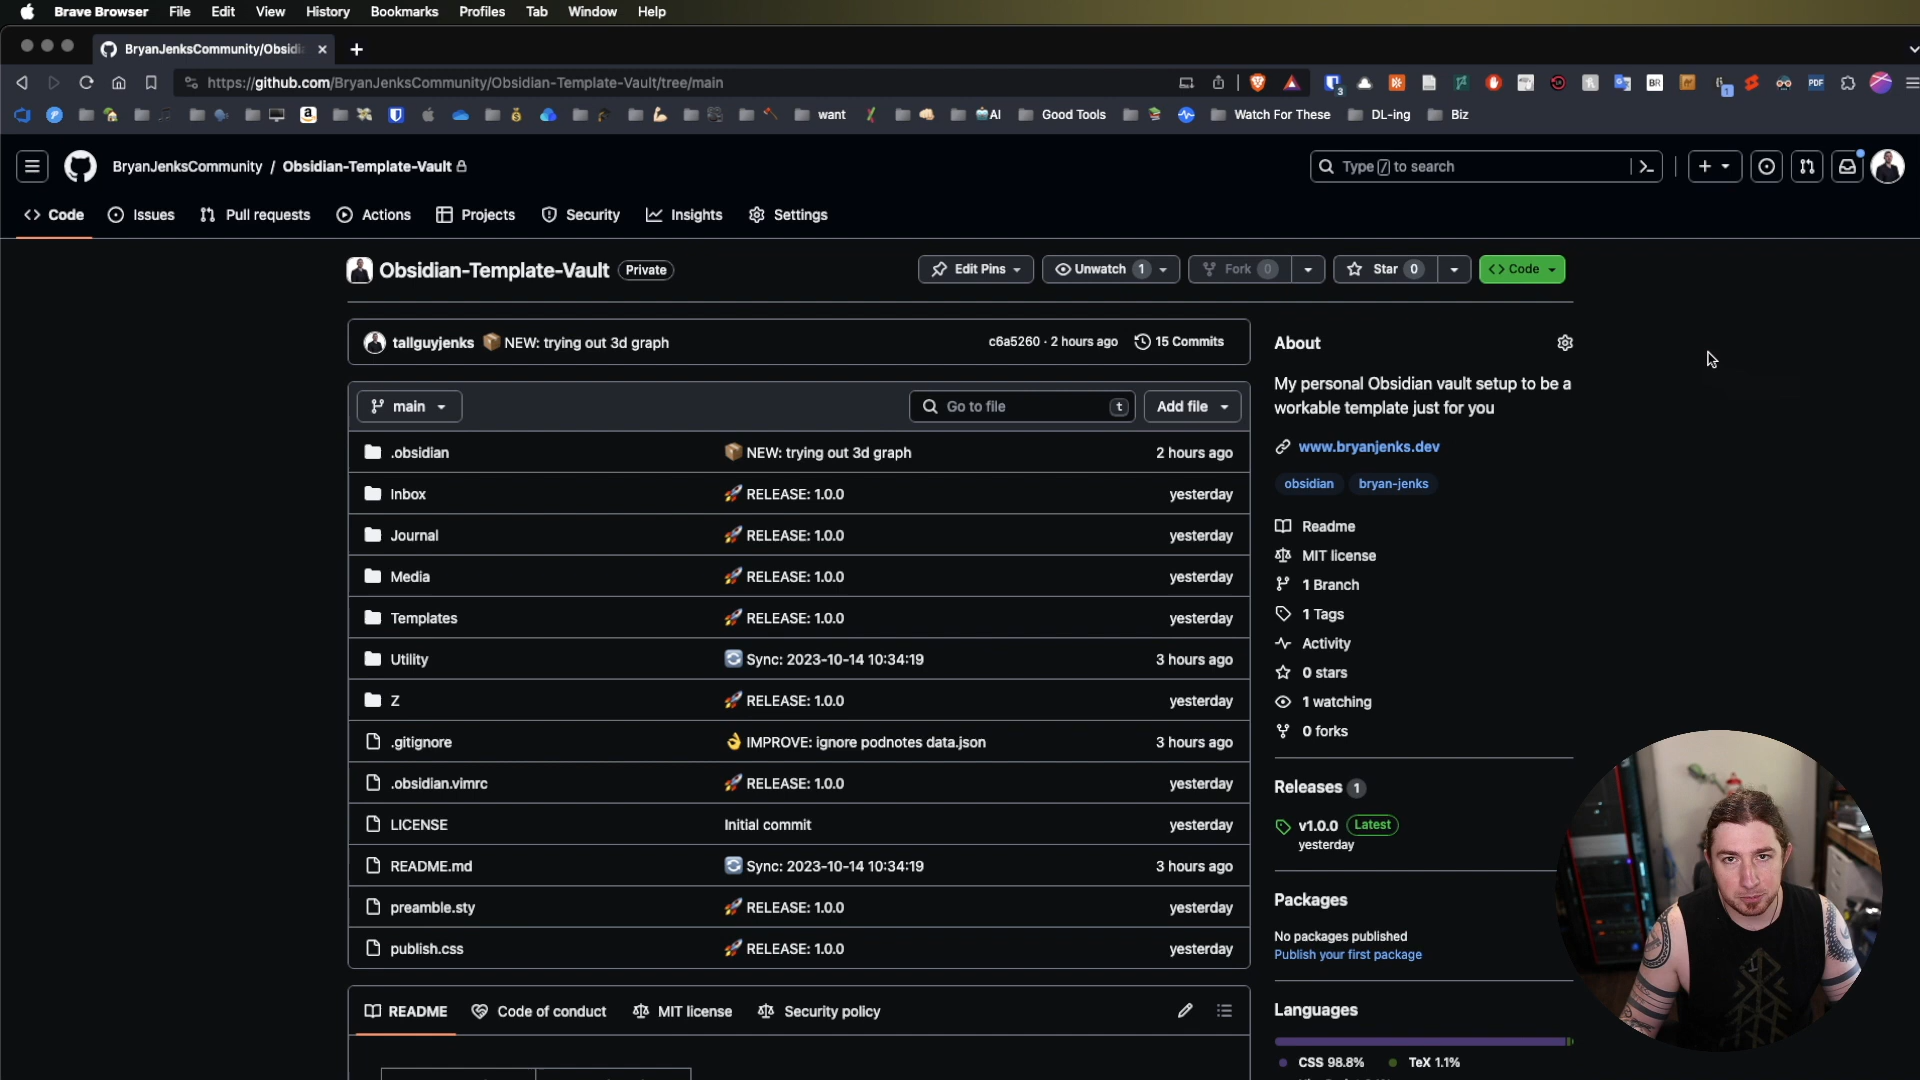 Brave Browser File Edit View History Bookmarks Profiles Tab Window Help
BryanJenksCommunity/Obsidi
https://github.com/BryanJenksCommunity/Obsidian-Template-Vault/tree/main
want AI Good Tools Watch For These DL-ing Biz
BryanJenksCommunity / Obsidian-Template-Vault
Type / to search
Code Issues Pull requests Actions Projects Security Insights Settings
Obsidian-Template-Vault Private
Edit Pins Unwatch 1 Fork 0 Star 0 <> Code
tallguyjenks 📦 NEW: trying out 3d graph c6a5260 · 2 hours ago 15 Commits
main Go to file t Add file
.obsidian 📦 NEW: trying out 3d graph 2 hours ago
Inbox 🚀 RELEASE: 1.0.0 yesterday
Journal 🚀 RELEASE: 1.0.0 yesterday
Media 🚀 RELEASE: 1.0.0 yesterday
Templates 🚀 RELEASE: 1.0.0 yesterday
Utility 🔄 Sync: 2023-10-14 10:34:19 3 hours ago
Z 🚀 RELEASE: 1.0.0 yesterday
.gitignore 👌 IMPROVE: ignore podnotes data.json 3 hours ago
.obsidian.vimrc 🚀 RELEASE: 1.0.0 yesterday
LICENSE Initial commit yesterday
README.md 🔄 Sync: 2023-10-14 10:34:19 3 hours ago
preamble.sty 🚀 RELEASE: 1.0.0 yesterday
publish.css 🚀 RELEASE: 1.0.0 yesterday
README Code of conduct MIT license Security policy
About
My personal Obsidian vault setup to be a
workable template just for you
www.bryanjenks.dev
obsidian bryan-jenks
Readme
MIT license
1 Branch
1 Tags
Activity
0 stars
1 watching
0 forks
Releases 1
v1.0.0 Latest
yesterday
Packages
No packages published
Publish your first package
Languages
CSS 98.8% TeX 1.1%